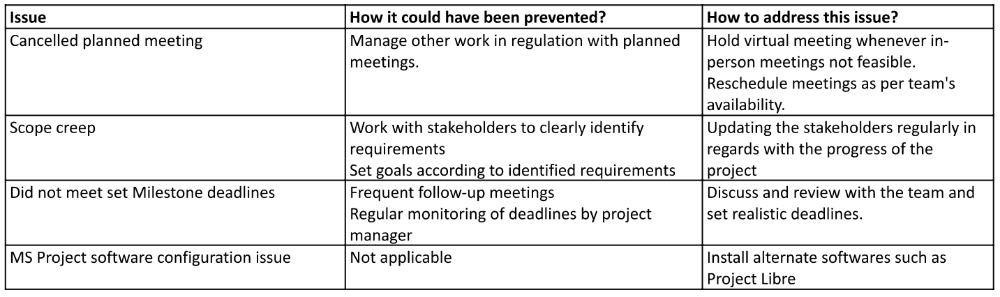 Issue
How it could have been prevented?
How to address this issue?
Cancelled planned meeting
Manage other work in regulation with planned
meetings.
Hold virtual meeting whenever in-
person meetings not feasible.
Reschedule meetings as per team's
availability.
Scope creep
Work with stakeholders to clearly identify
requirements
Set goals according to identified requirements
Updating the stakeholders regularly in
regards with the progress of the
project
Did not meet set Milestone deadlines
Frequent follow-up meetings
Regular monitoring of deadlines by project
manager
Discuss and review with the team and
set realistic deadlines.
MS Project software configuration issue
Not applicable
Install alternate softwares such as
Project Libre